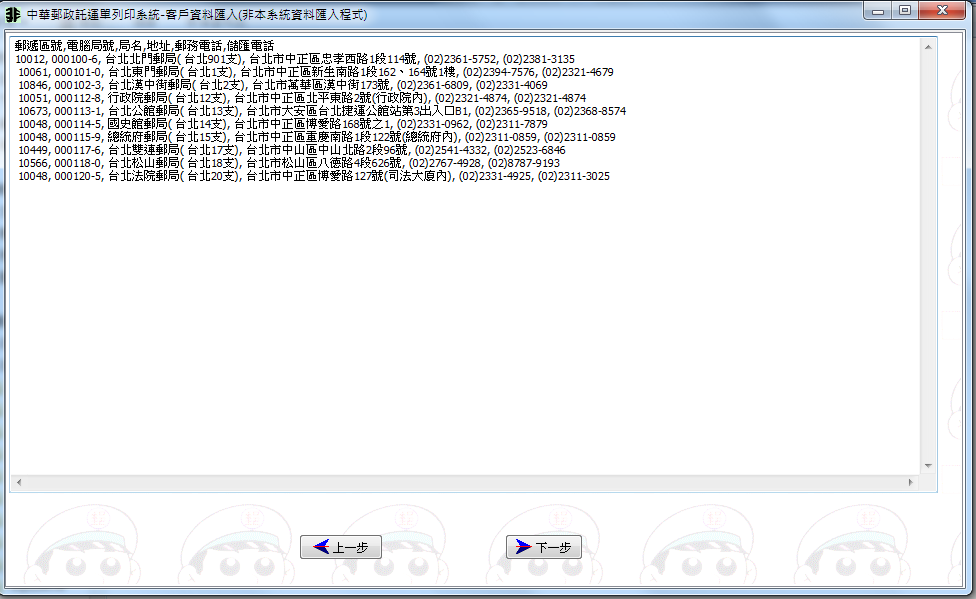 中華郵政託運單列印系統-客戶資料匯入(非本系統資料匯入程式)
郵遞區號,電腦局號,局名,地址,郵務電話,儲匯電話
10012, 000100-6, 台北北門郵局( 台北901支), 台北市中正區忠孝西路1段114號, (02)2361-5752, (02)2381-3135
10061, 000101-0, 台北東門郵局( 台北1支), 台北市中正區新生南路1段162、164號1樓, (02)2394-7576, (02)2321-4679
10846, 000102-3, 台北漢中街郵局( 台北2支), 台北市萬華區漢中街173號, (02)2361-6809, (02)2331-4069
10051, 000112-8, 行政院郵局( 台北12支), 台北市中正區北平東路2號(行政院內), (02)2321-4874, (02)2321-4874
10673, 000113-1, 台北公館郵局( 台北13支), 台北市大安區台北捷運公館站第3出入口B1, (02)2365-9518, (02)2368-8574
10048, 000114-5, 國史館郵局( 台北14支), 台北市中正區博愛路168號之1, (02)2331-0962, (02)2311-7879
10048, 000115-9, 總統府郵局( 台北15支), 台北市中正區重慶南路1段122號(總統府內), (02)2311-0859, (02)2311-0859
10449, 000117-6, 台北雙連郵局( 台北17支), 台北市中山區中山北路2段96號, (02)2541-4332, (02)2523-6846
10566, 000118-0, 台北松山郵局( 台北18支), 台北市松山區八德路4段626號, (02)2767-4928, (02)8787-9193
10048, 000120-5, 台北法院郵局( 台北20支), 台北市中正區博愛路127號(司法大廈內), (02)2331-4925, (02)2311-3025
上一步
下一步